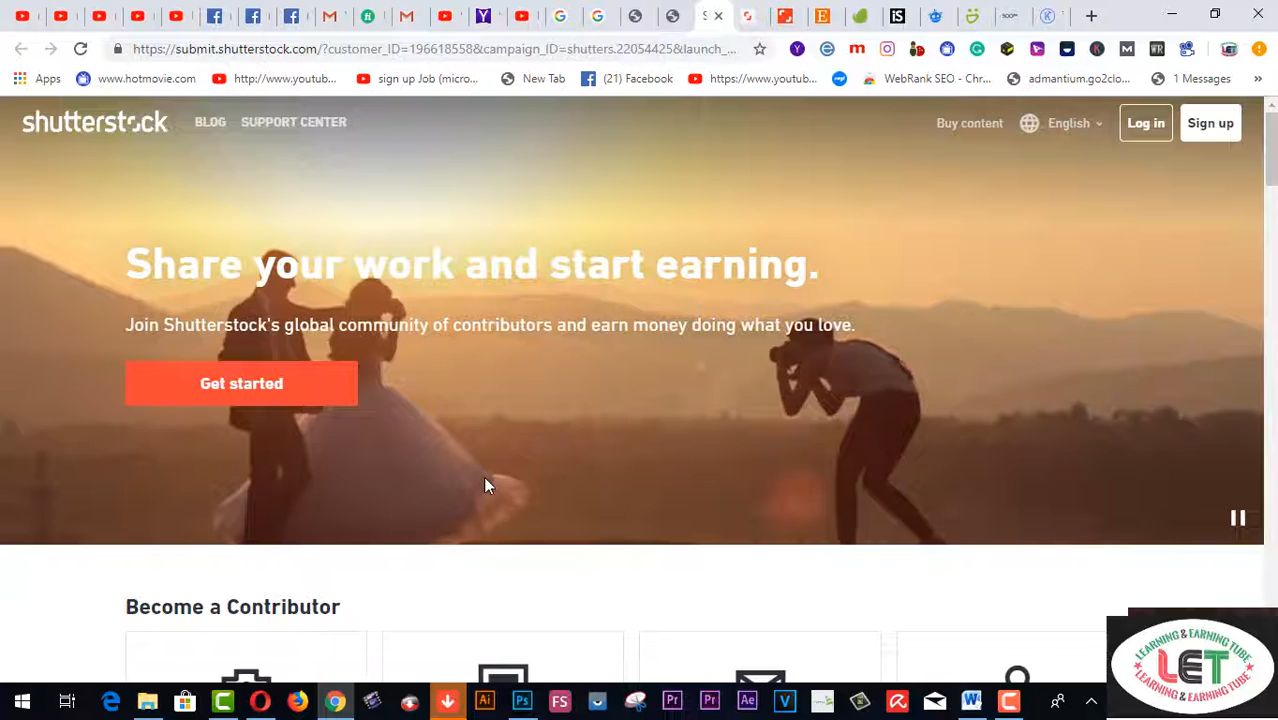 S
https://submit.shutterstock.com/?customer_ID=196618558&campaign_ID=shutters.22054425&launch_...
Apps
www.hotmovie.com
http://www.youtub...
sign up Job (micro...
New Tab
(21) Facebook
https://www.youtub...
WebRank SEO - Chr...
admantium.go2clo...
1 Messages
»
shutterstock
BLOG
SUPPORT CENTER
Buy content
English
Log in
Sign up
Share your work and start earning.
Join Shutterstock's global community of contributors and earn money doing what you love.
Get started
Become a Contributor
LEARNING & EARNING TUBE
LET
LEARNING & EARNING TUBE